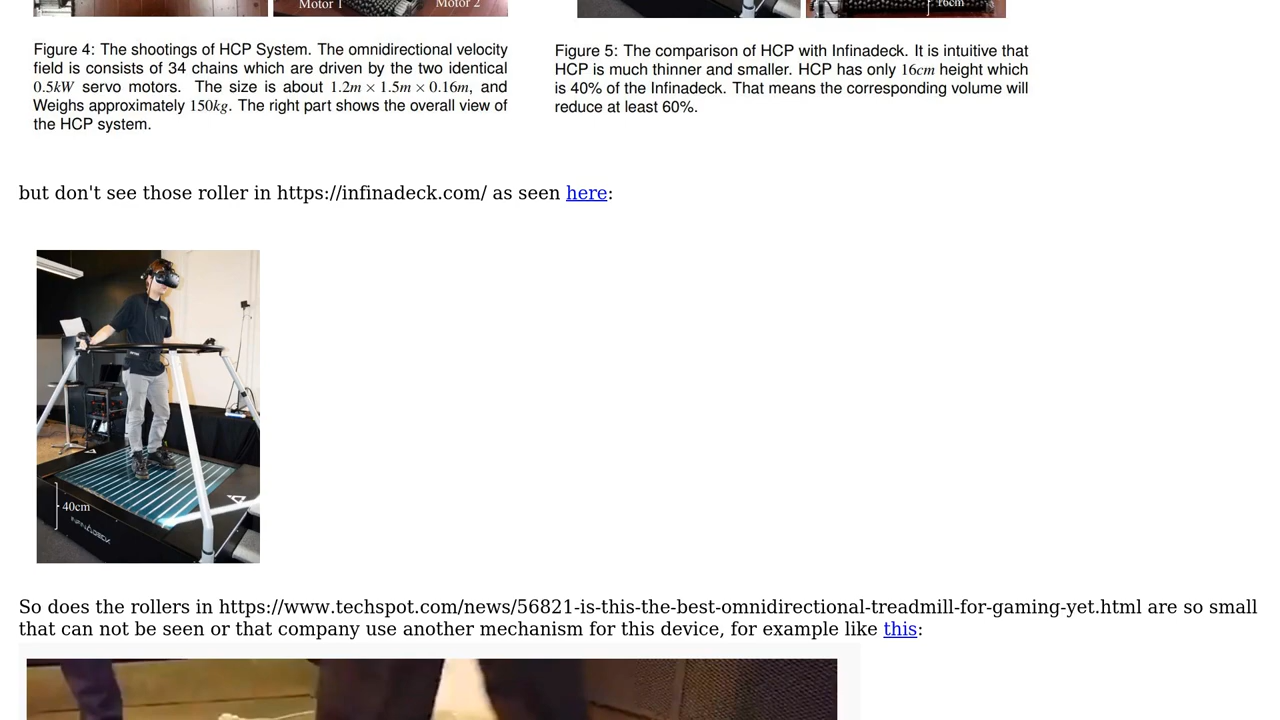 Motor 1
Motor 2
16cm
Figure 4: The shootings of HCP System. The omnidirectional velocity
field is consists of 34 chains which are driven by the two identical
0.5kW servo motors. The size is about 1.2m × 1.5m × 0.16m, and
Weighs approximately 150kg. The right part shows the overall view of
the HCP system.
Figure 5: The comparison of HCP with Infinadeck. It is intuitive that
HCP is much thinner and smaller. HCP has only 16cm height which
is 40% of the Infinadeck. That means the corresponding volume will
reduce at least 60%.
but don't see those roller in https://infinadeck.com/ as seen here:
40cm
INFINADECK
So does the rollers in https://www.techspot.com/news/56821-is-this-the-best-omnidirectional-treadmill-for-gaming-yet.html are so small
that can not be seen or that company use another mechanism for this device, for example like this: